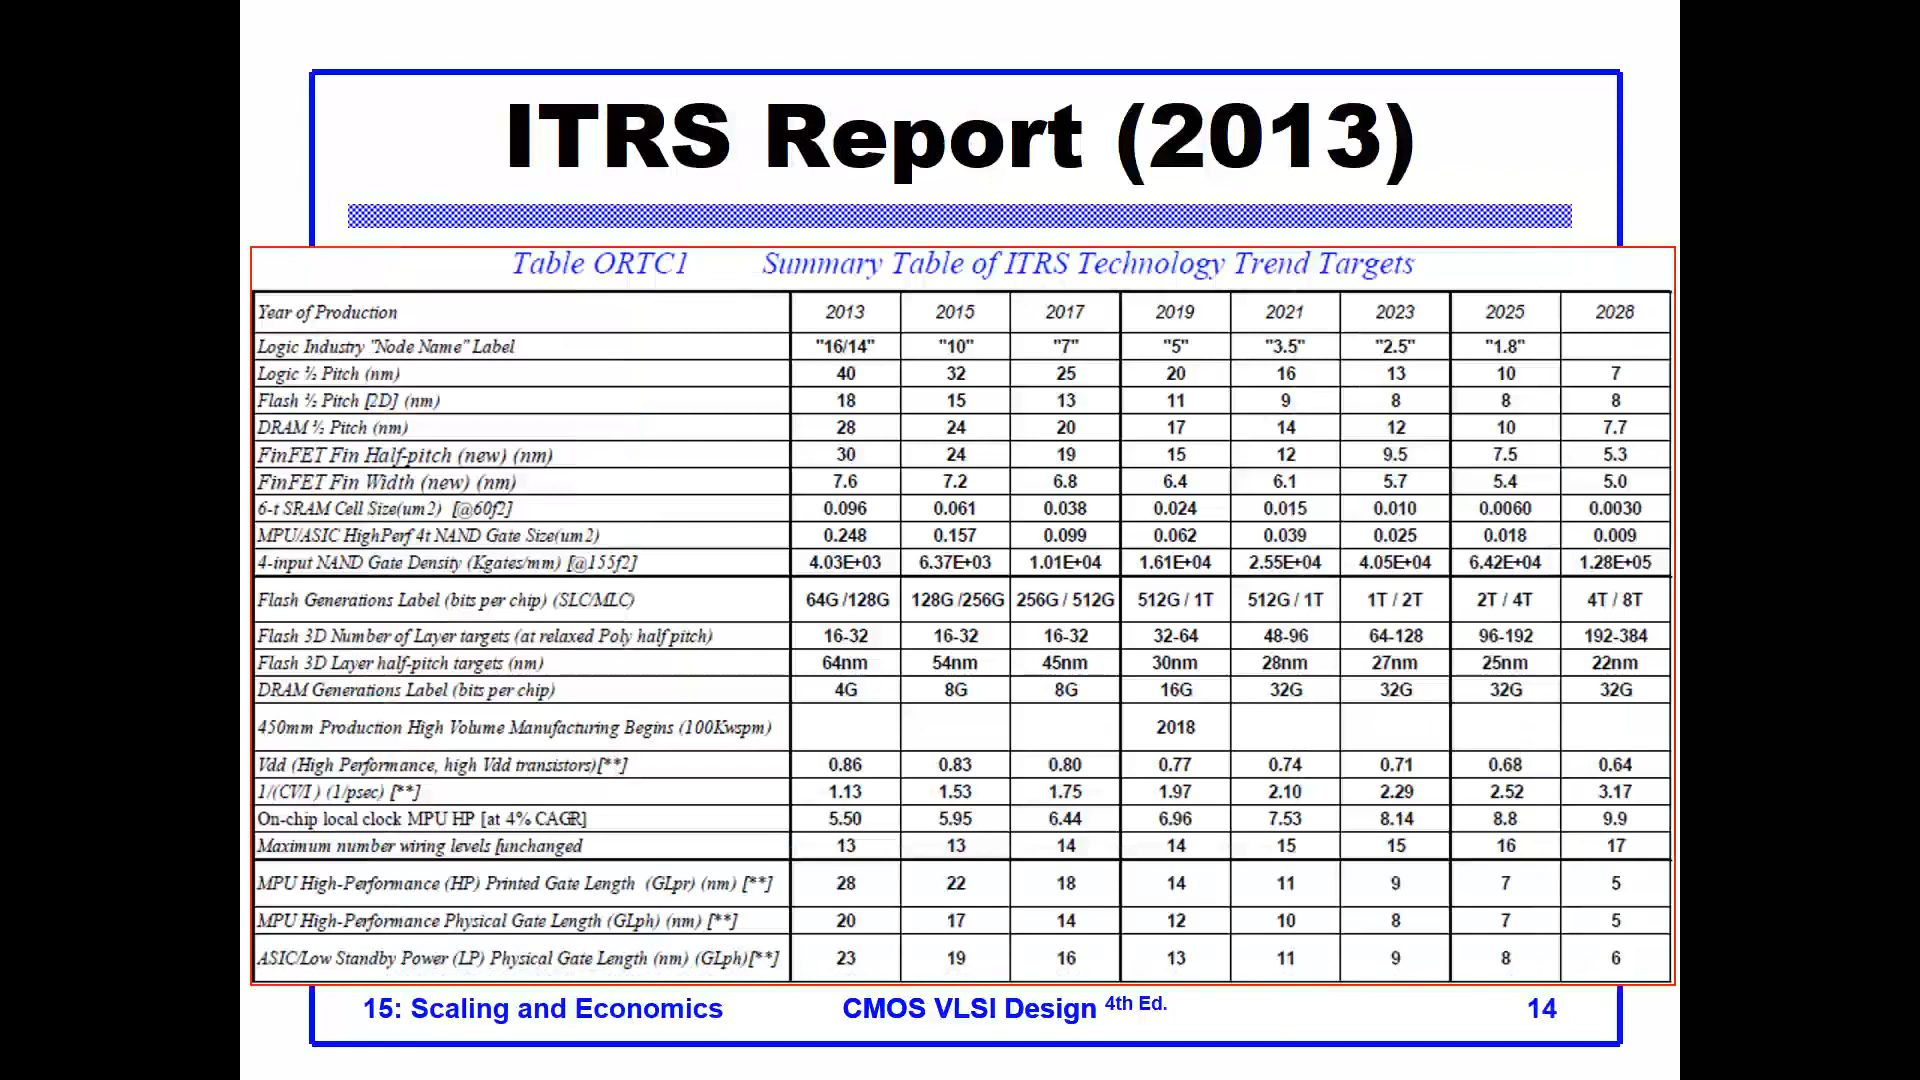 ITRS Report (2013)
Table ORTC1 Summary Table of ITRS Technology Trend Targets
Year of Production 2013 2015 2017 2019 2021 2023 2025 2028
Logic Industry "Node Name" Label "16/14" "10" "7" "5" "3.5" "2.5" "1.8"
Logic ½ Pitch (nm) 40 32 25 20 16 13 10 7
Flash ½ Pitch [2D] (nm) 18 15 13 11 9 8 8 8
DRAM ½ Pitch (nm) 28 24 20 17 14 12 10 7.7
FinFET Fin Half-pitch (new) (nm) 30 24 19 15 12 9.5 7.5 5.3
FinFET Fin Width (new) (nm) 7.6 7.2 6.8 6.4 6.1 5.7 5.4 5.0
6-t SRAM Cell Size(um2) [@60f2] 0.096 0.061 0.038 0.024 0.015 0.010 0.0060 0.0030
MPU/ASIC HighPerf 4t NAND Gate Size(um2) 0.248 0.157 0.099 0.062 0.039 0.025 0.018 0.009
4-input NAND Gate Density (Kgates/mm) [@155f2] 4.03E+03 6.37E+03 1.01E+04 1.61E+04 2.55E+04 4.05E+04 6.42E+04 1.28E+05
Flash Generations Label (bits per chip) (SLC/MLC) 64G /128G 128G /256G 256G / 512G 512G / 1T 512G / 1T 1T / 2T 2T / 4T 4T / 8T
Flash 3D Number of Layer targets (at relaxed Poly half pitch) 16-32 16-32 16-32 32-64 48-96 64-128 96-192 192-384
Flash 3D Layer half-pitch targets (nm) 64nm 54nm 45nm 30nm 28nm 27nm 25nm 22nm
DRAM Generations Label (bits per chip) 4G 8G 8G 16G 32G 32G 32G 32G
450mm Production High Volume Manufacturing Begins (100Kwspm) 2018
Vdd (High Performance, high Vdd transistors)[**] 0.86 0.83 0.80 0.77 0.74 0.71 0.68 0.64
1/(CV/I ) (1/psec) [**] 1.13 1.53 1.75 1.97 2.10 2.29 2.52 3.17
On-chip local clock MPU HP [at 4% CAGR] 5.50 5.95 6.44 6.96 7.53 8.14 8.8 9.9
Maximum number wiring levels [unchanged 13 13 14 14 15 15 16 17
MPU High-Performance (HP) Printed Gate Length (GLpr) (nm) [**] 28 22 18 14 11 9 7 5
MPU High-Performance Physical Gate Length (GLph) (nm) [**] 20 17 14 12 10 8 7 5
ASIC/Low Standby Power (LP) Physical Gate Length (nm) (GLph)[**] 23 19 16 13 11 9 8 6
15: Scaling and Economics CMOS VLSI Design 4th Ed. 14